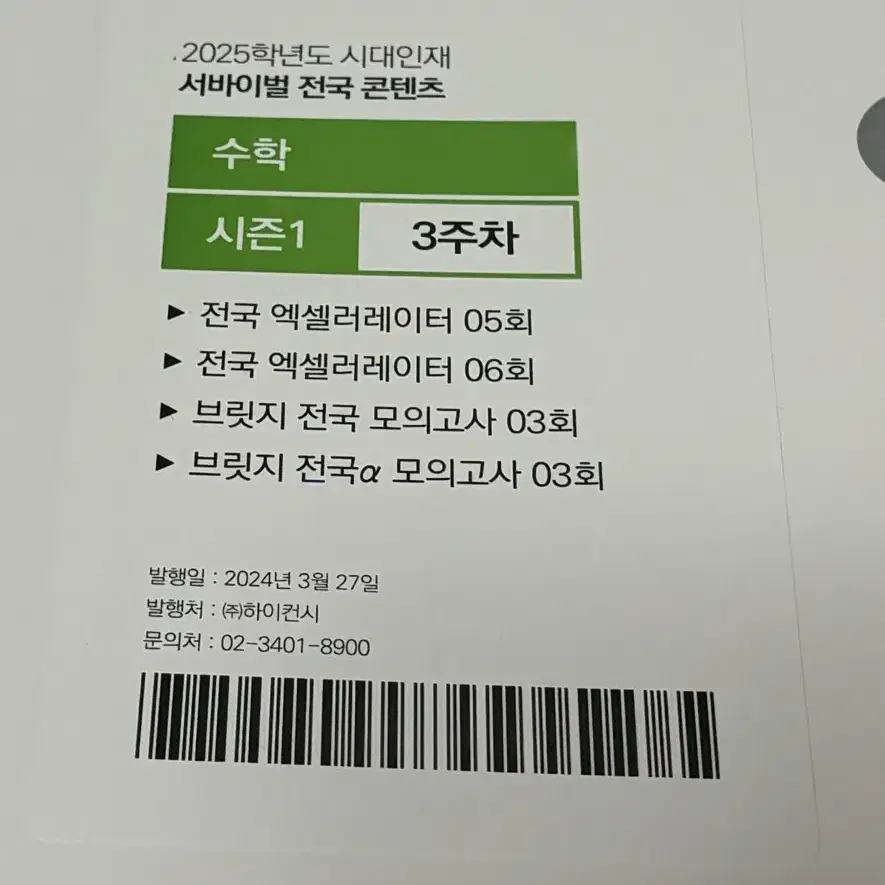 2025학년도 시대인재
서바이벌 전국 콘텐츠
수학
시즌1 3주차
▶ 전국 엑셀러레이터 05회
▶ 전국 엑셀러레이터 06회
▶ 브릿지 전국 모의고사 03회
▶ 브릿지 전국α 모의고사 03회
발행일 : 2024년 3월 27일
발행처 : ㈜하이컨시
문의처 : 02-3401-8900